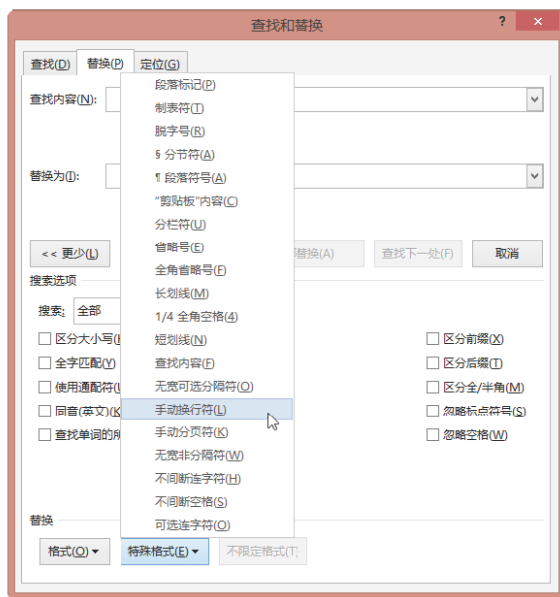 查找和替换
? ×
查找(D) 替换(P) 定位(G)
查找内容(N):
替换为(I):
段落标记(P)
制表符(T)
脱字号(R)
§ 分节符(A)
¶ 段落符号(A)
"剪贴板"内容(C)
分栏符(U)
省略号(E)
全角省略号(F)
长划线(M)
1/4 全角空格(4)
短划线(N)
查找内容(F)
无宽可选分隔符(O)
手动换行符(L)
手动分页符(K)
无宽非分隔符(W)
不间断连字符(H)
不间断空格(S)
可选连字符(O)
<< 更少(L) 替换(A) 查找下一处(F) 取消
搜索选项
搜索: 全部
区分大小写(
全字匹配(Y)
使用通配符(
同音(英文)(K
查找单词的所
区分前缀(X)
区分后缀(T)
区分全/半角(M)
忽略标点符号(S)
忽略空格(W)
替换
格式(O) 特殊格式(E) 不限定格式(T